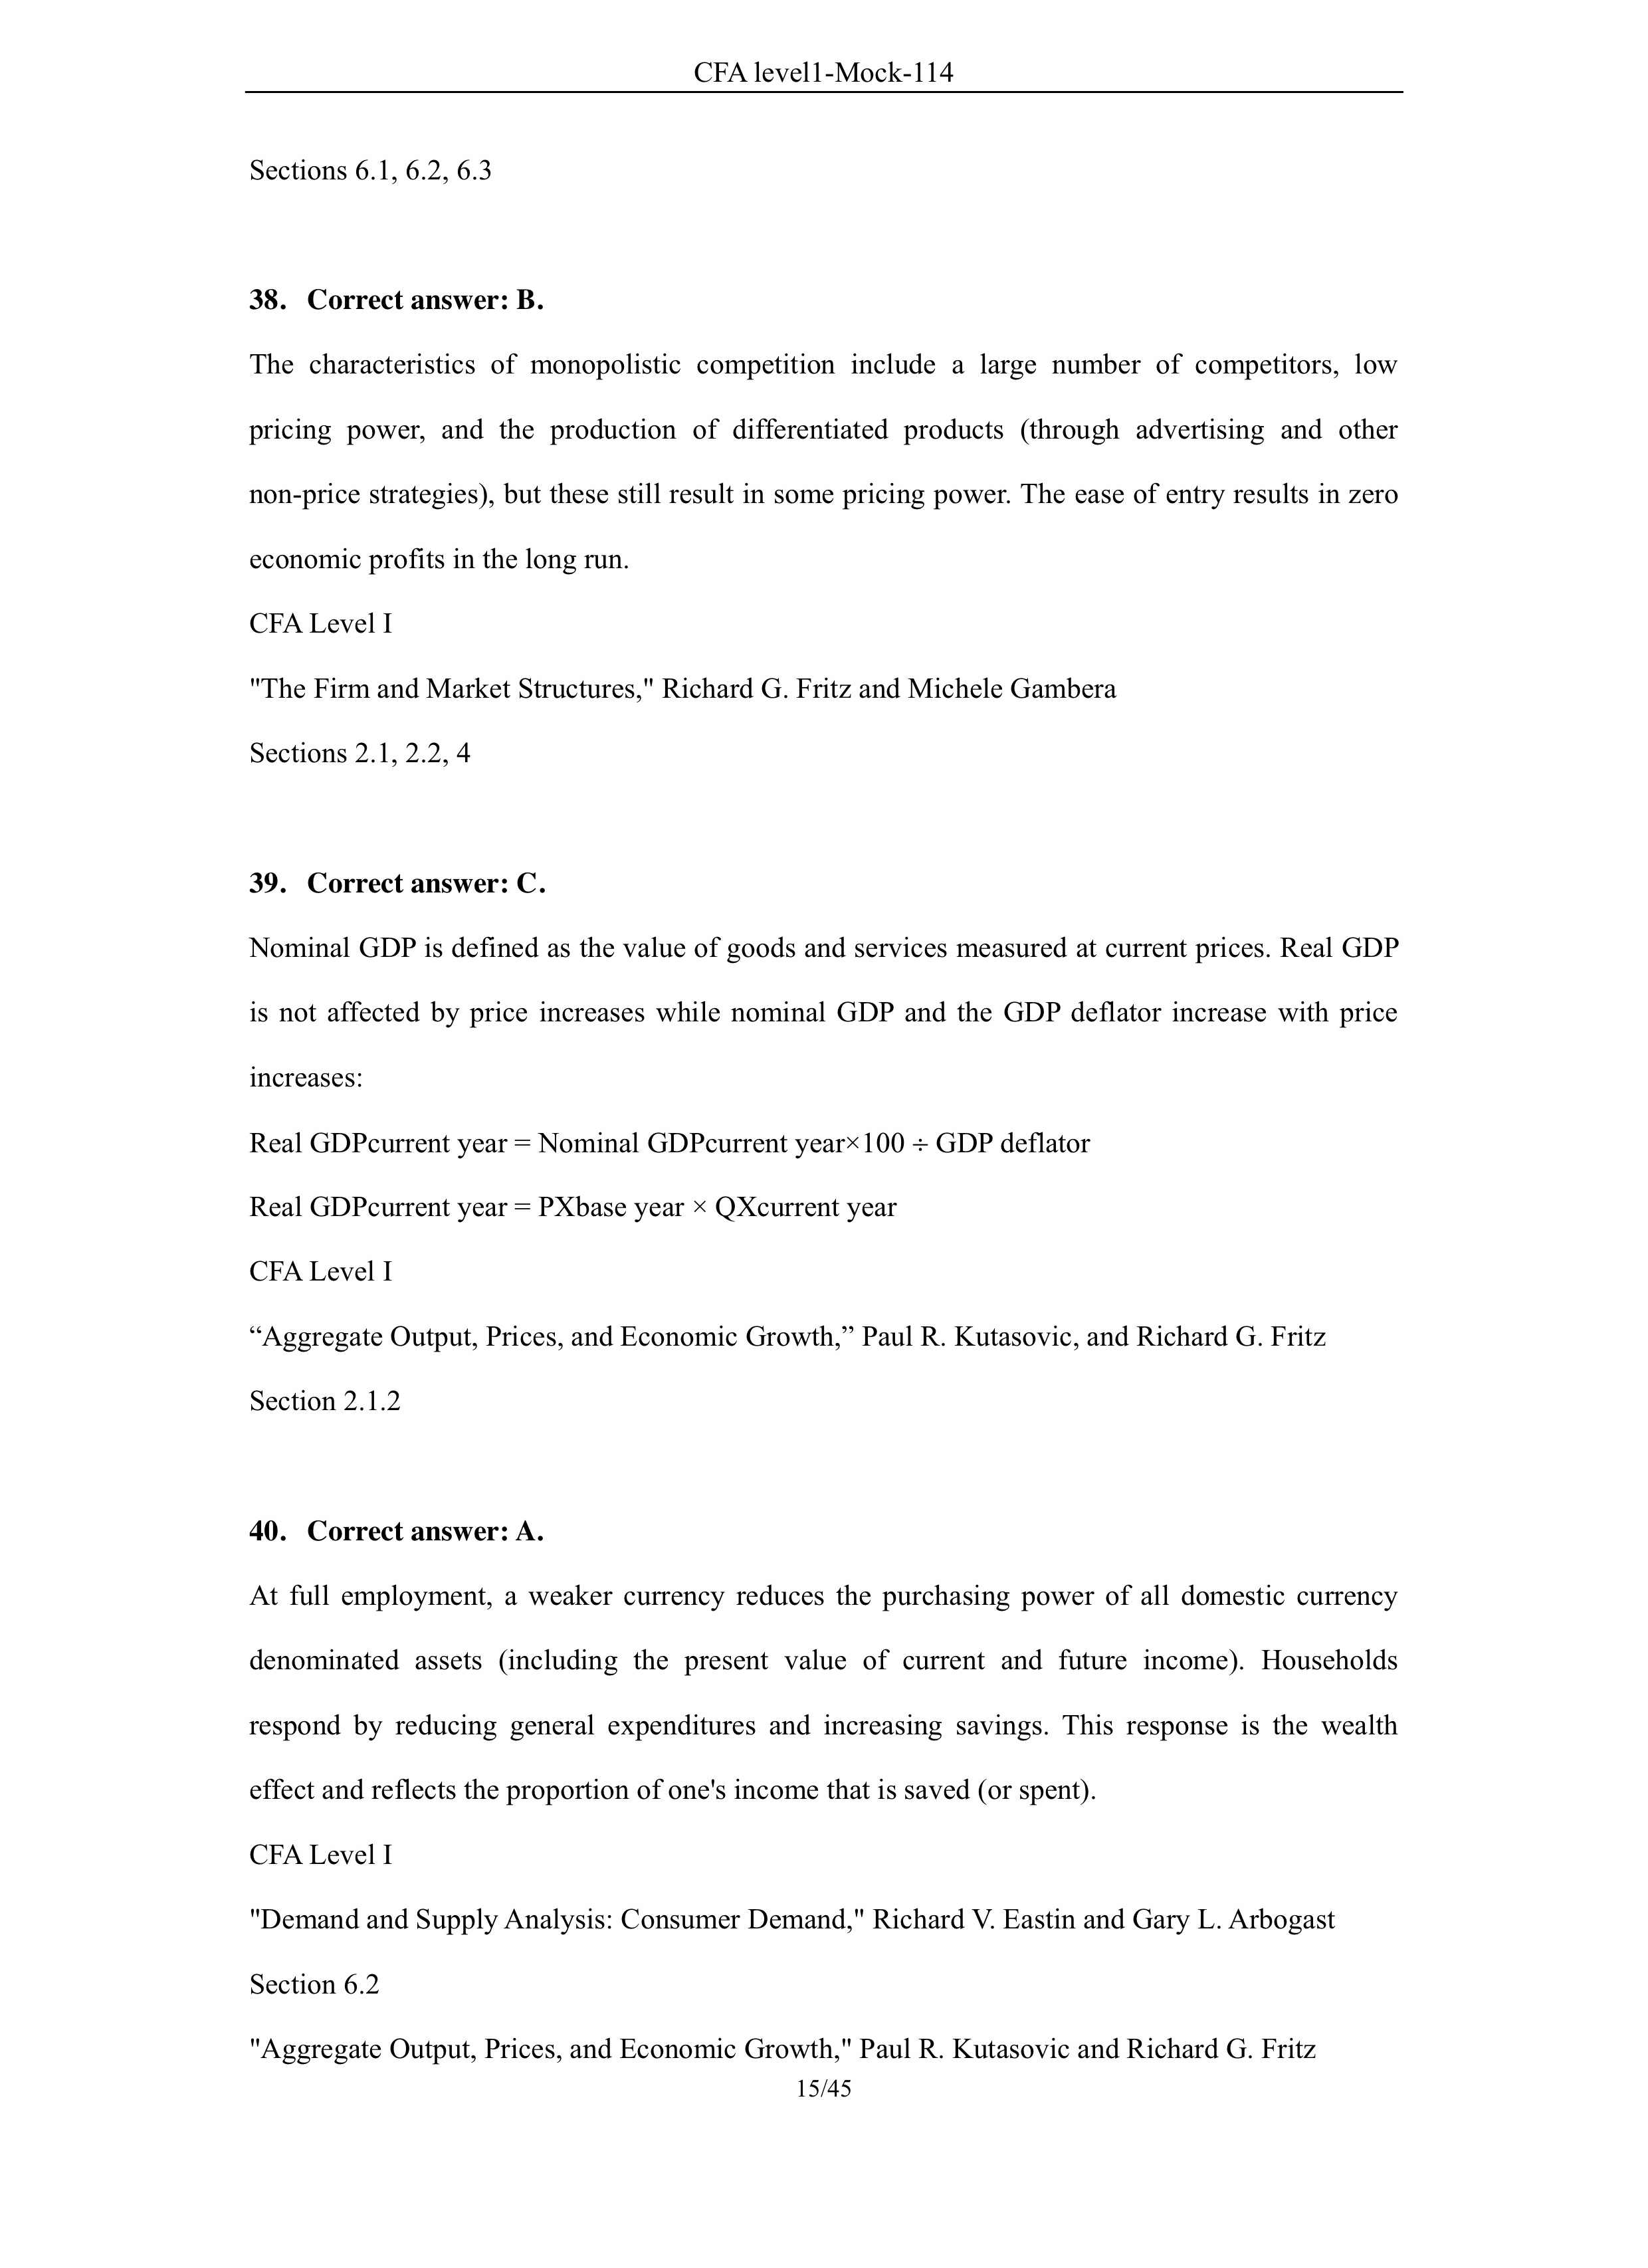 CFA level1-Mock-114
Sections 6.1, 6.2, 6.3
38. Correct answer: B.
The characteristics of monopolistic competition include a large number of competitors, low
pricing power, and the production of differentiated products (through advertising and other
non-price strategies), but these still result in some pricing power. The ease of entry results in zero
economic profits in the long run.
CFA Level I
"The Firm and Market Structures," Richard G. Fritz and Michele Gambera
Sections 2.1, 2.2, 4
39. Correct answer: C.
Nominal GDP is defined as the value of goods and services measured at current prices. Real GDP
is not affected by price increases while nominal GDP and the GDP deflator increase with price
increases:
Real GDPcurrent year = Nominal GDPcurrent year×100 ÷ GDP deflator
Real GDPcurrent year = PXbase year × QXcurrent year
CFA Level I
“Aggregate Output, Prices, and Economic Growth,” Paul R. Kutasovic, and Richard G. Fritz
Section 2.1.2
40. Correct answer: A.
At full employment, a weaker currency reduces the purchasing power of all domestic currency
denominated assets (including the present value of current and future income). Households
respond by reducing general expenditures and increasing savings. This response is the wealth
effect and reflects the proportion of one's income that is saved (or spent).
CFA Level I
"Demand and Supply Analysis: Consumer Demand," Richard V. Eastin and Gary L. Arbogast
Section 6.2
"Aggregate Output, Prices, and Economic Growth," Paul R. Kutasovic and Richard G. Fritz
15/45